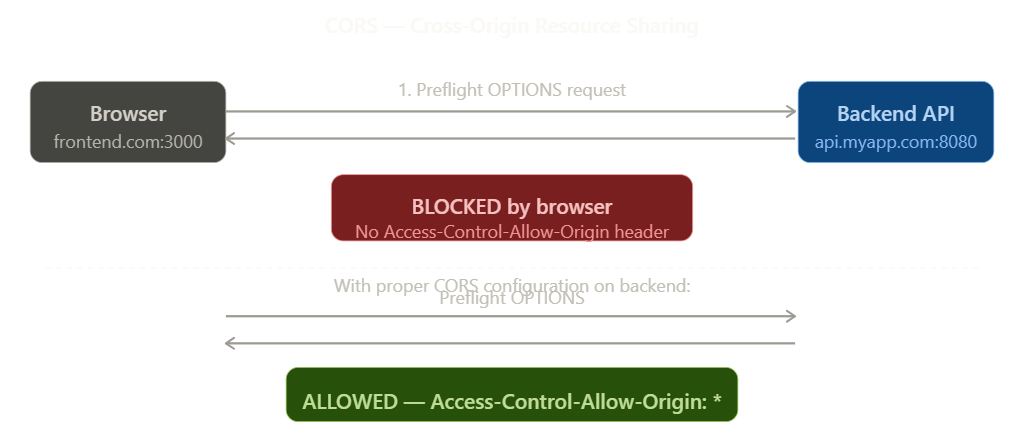 CORS — Cross-Origin Resource Sharing
1. Preflight OPTIONS request
Browser
frontend.com:3000
Backend API
api.myapp.com:8080
BLOCKED by browser
No Access-Control-Allow-Origin header
With proper CORS configuration on backend:
Preflight OPTIONS
ALLOWED — Access-Control-Allow-Origin: *